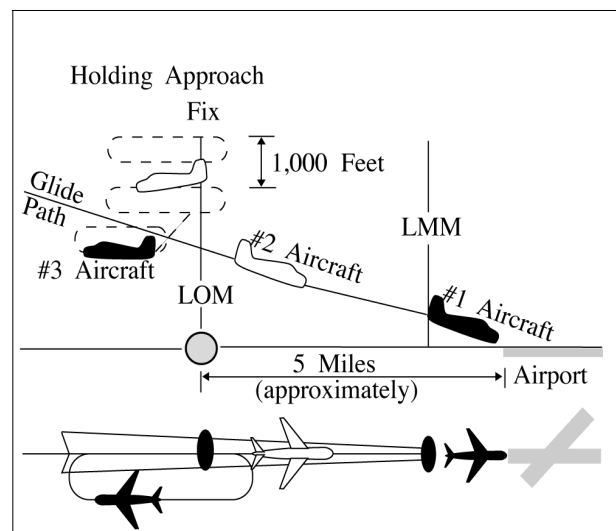 Holding Approach
Fix
1,000 Feet
Glide
Path
#2 Aircraft
LMM
#3 Aircraft
LOM
#1 Aircraft
5 Miles
(approximately)
Airport